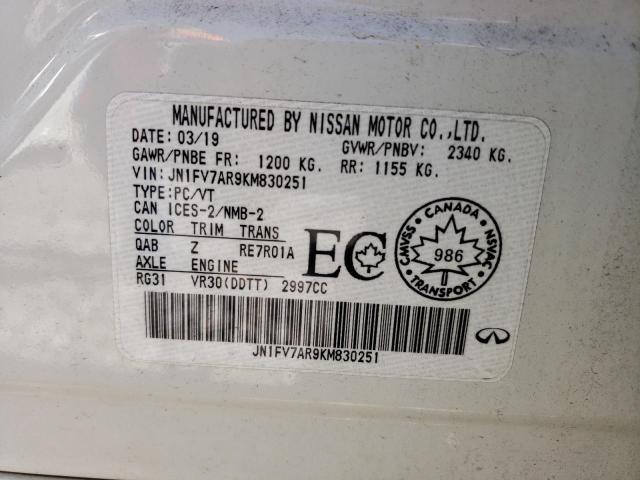 MANUFACTURED BY NISSAN MOTOR CO.,LTD.
DATE: 03/19 GVWR/PNBV: 2340 KG.
GAWR/PNBE FR: 1200 KG. RR: 1155 KG.
VIN: JN1FV7AR9KM830251
TYPE: PC/VT
CAN ICES-2/NMB-2
COLOR TRIM TRANS
QAB Z RE7R01A
AXLE ENGINE
RG31 VR30(DDTT) 2997CC
EC
CANADA
CMVSS NSVAC
986
TRANSPORT
JN1FV7AR9KM830251